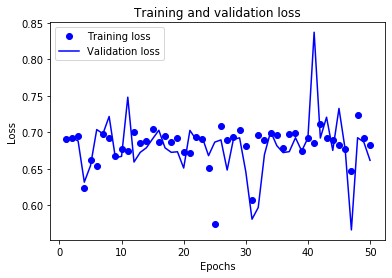 Training and validation loss
Training loss
Validation loss
Loss
0.85
0.80
0.75
0.70
0.65
0.60
0
10
20
30
40
50
Epochs